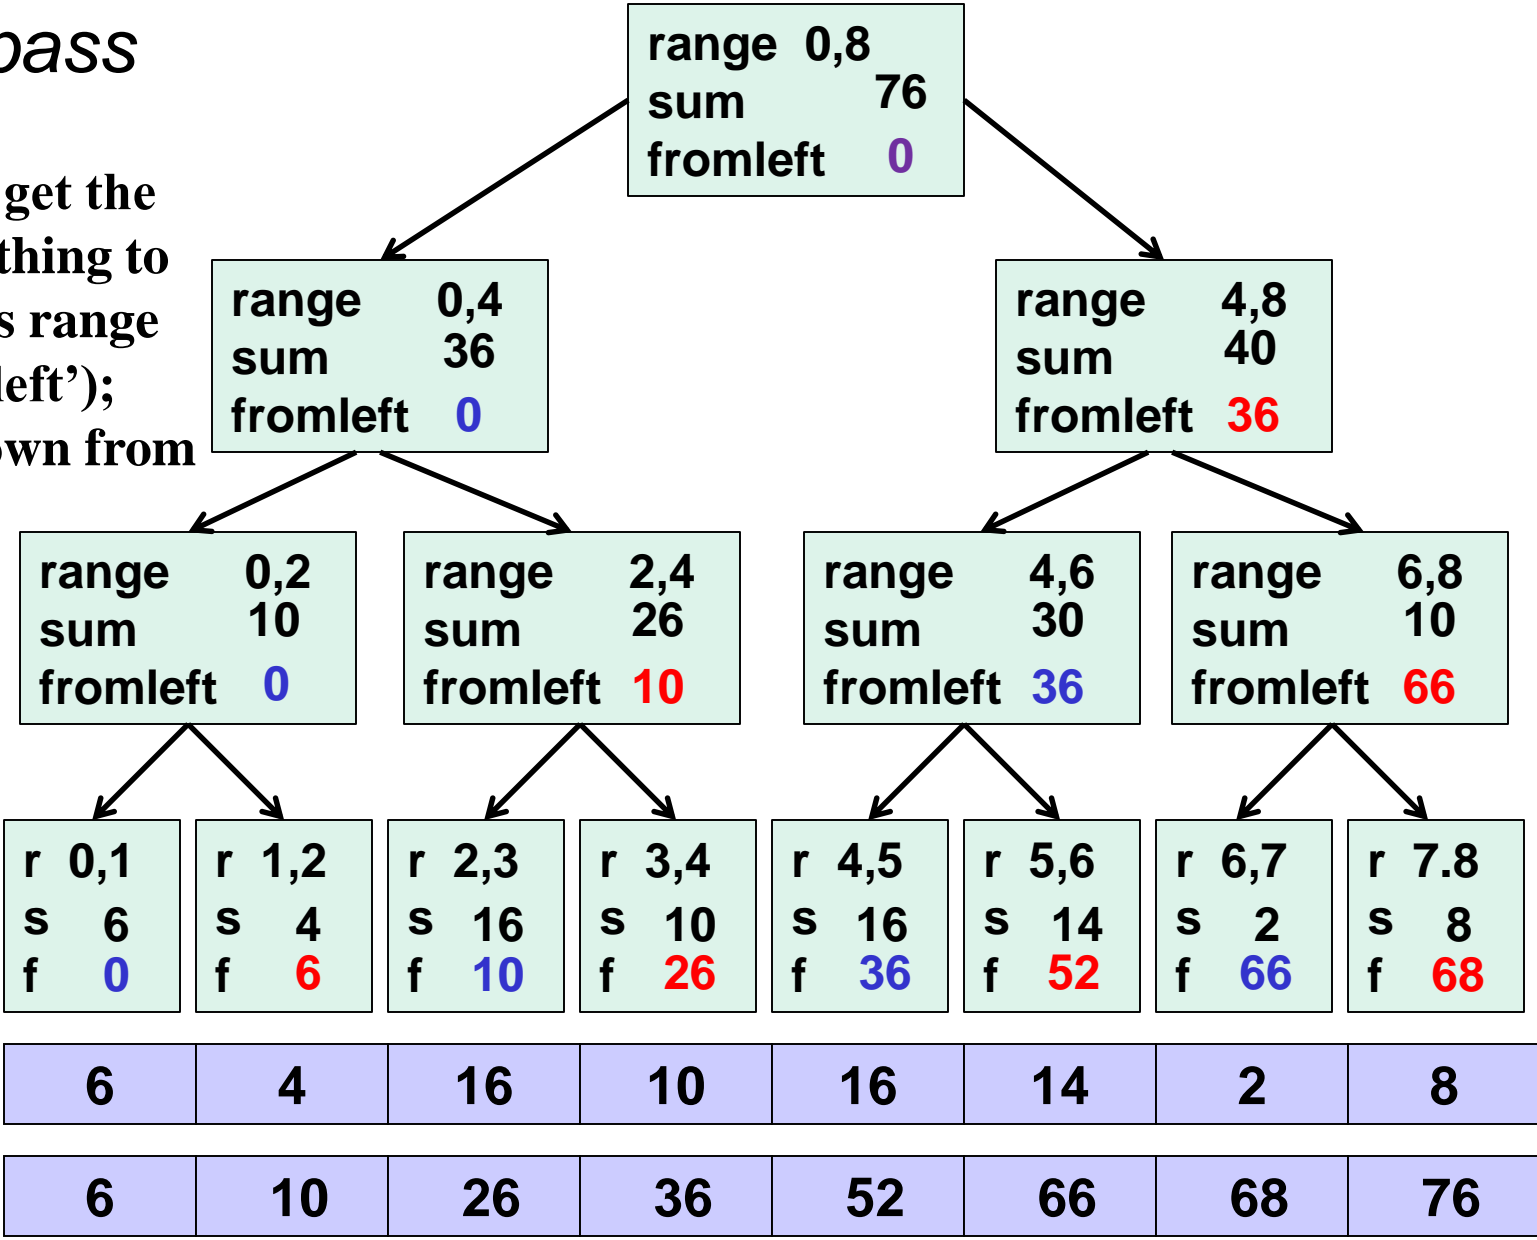 pass
get the
thing to
s range
left’);
own from
range 0,8
sum 76
fromleft 0
range 0,4
sum 36
fromleft 0
range 4,8
sum 40
fromleft 36
range 0,2
sum 10
fromleft 0
range 2,4
sum 26
fromleft 10
range 4,6
sum 30
fromleft 36
range 6,8
sum 10
fromleft 66
r 0,1
s 6
f 0
r 1,2
s 4
f 6
r 2,3
s 16
f 10
r 3,4
s 10
f 26
r 4,5
s 16
f 36
r 5,6
s 14
f 52
r 6,7
s 2
f 66
r 7.8
s 8
f 68
6 4 16 10 16 14 2 8
6 10 26 36 52 66 68 76